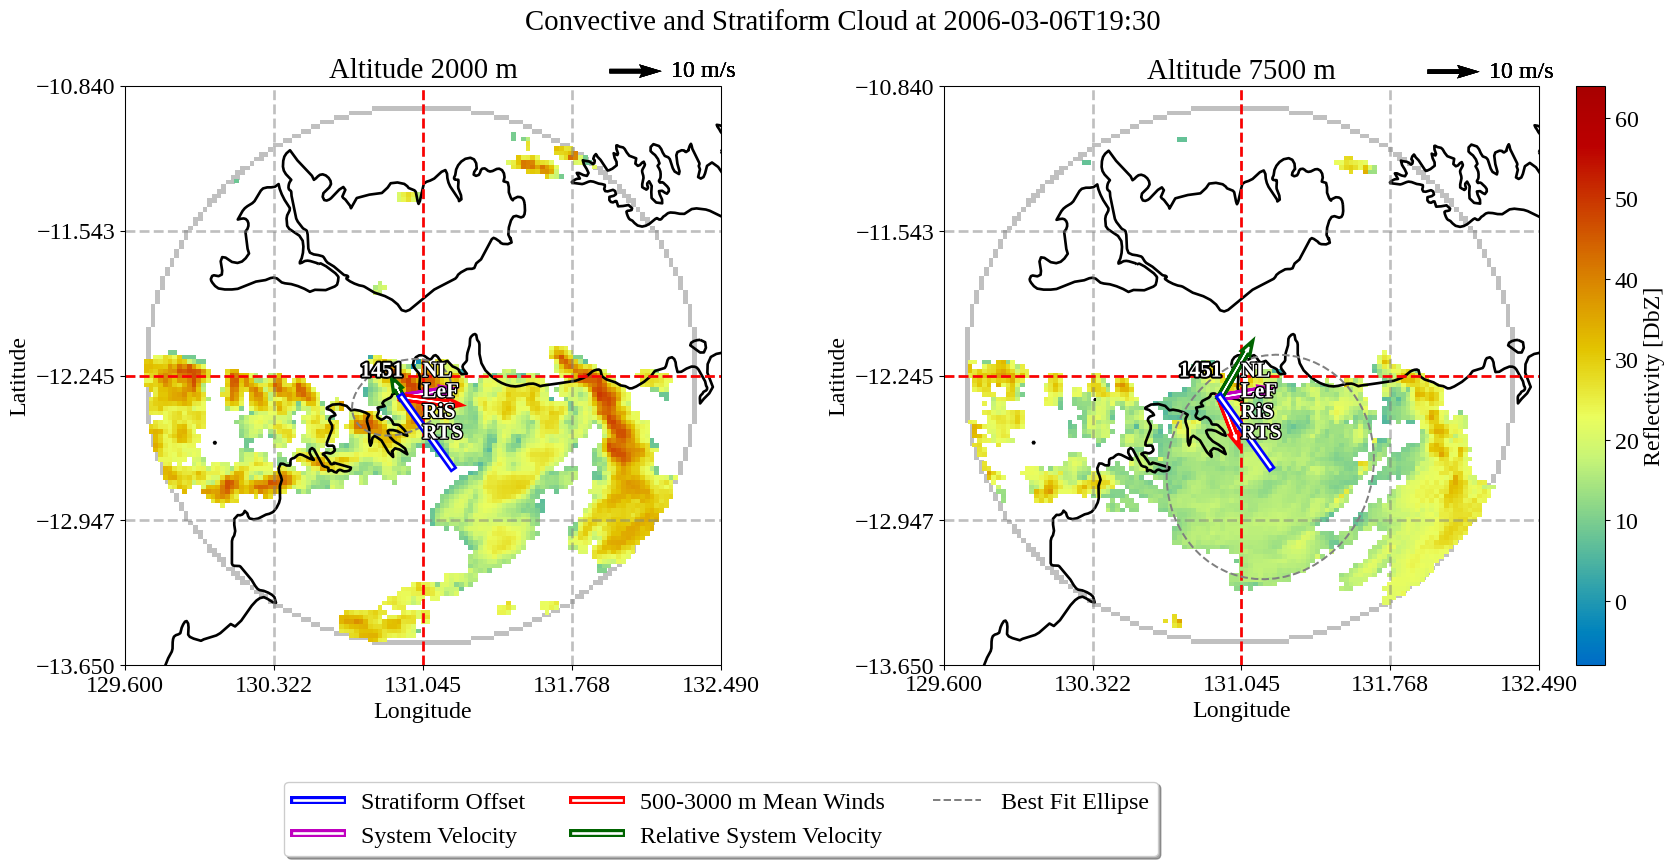 Convective and Stratiform Cloud at 2006-03-06T19:30
Altitude 2000 m
10 m/s
Altitude 7500 m
10 m/s
−10.840
−11.543
−12.245
−12.947
−13.650
Latitude
129.600
130.322
131.045
131.768
132.490
Longitude
1451
NL
LeF
RiS
RTS
−10.840
−11.543
−12.245
−12.947
−13.650
Latitude
129.600
130.322
131.045
131.768
132.490
Longitude
1451
NL
LeF
RiS
RTS
60
50
40
30
20
10
0
Reflectivity [DbZ]
Stratiform Offset
System Velocity
500-3000 m Mean Winds
Relative System Velocity
Best Fit Ellipse